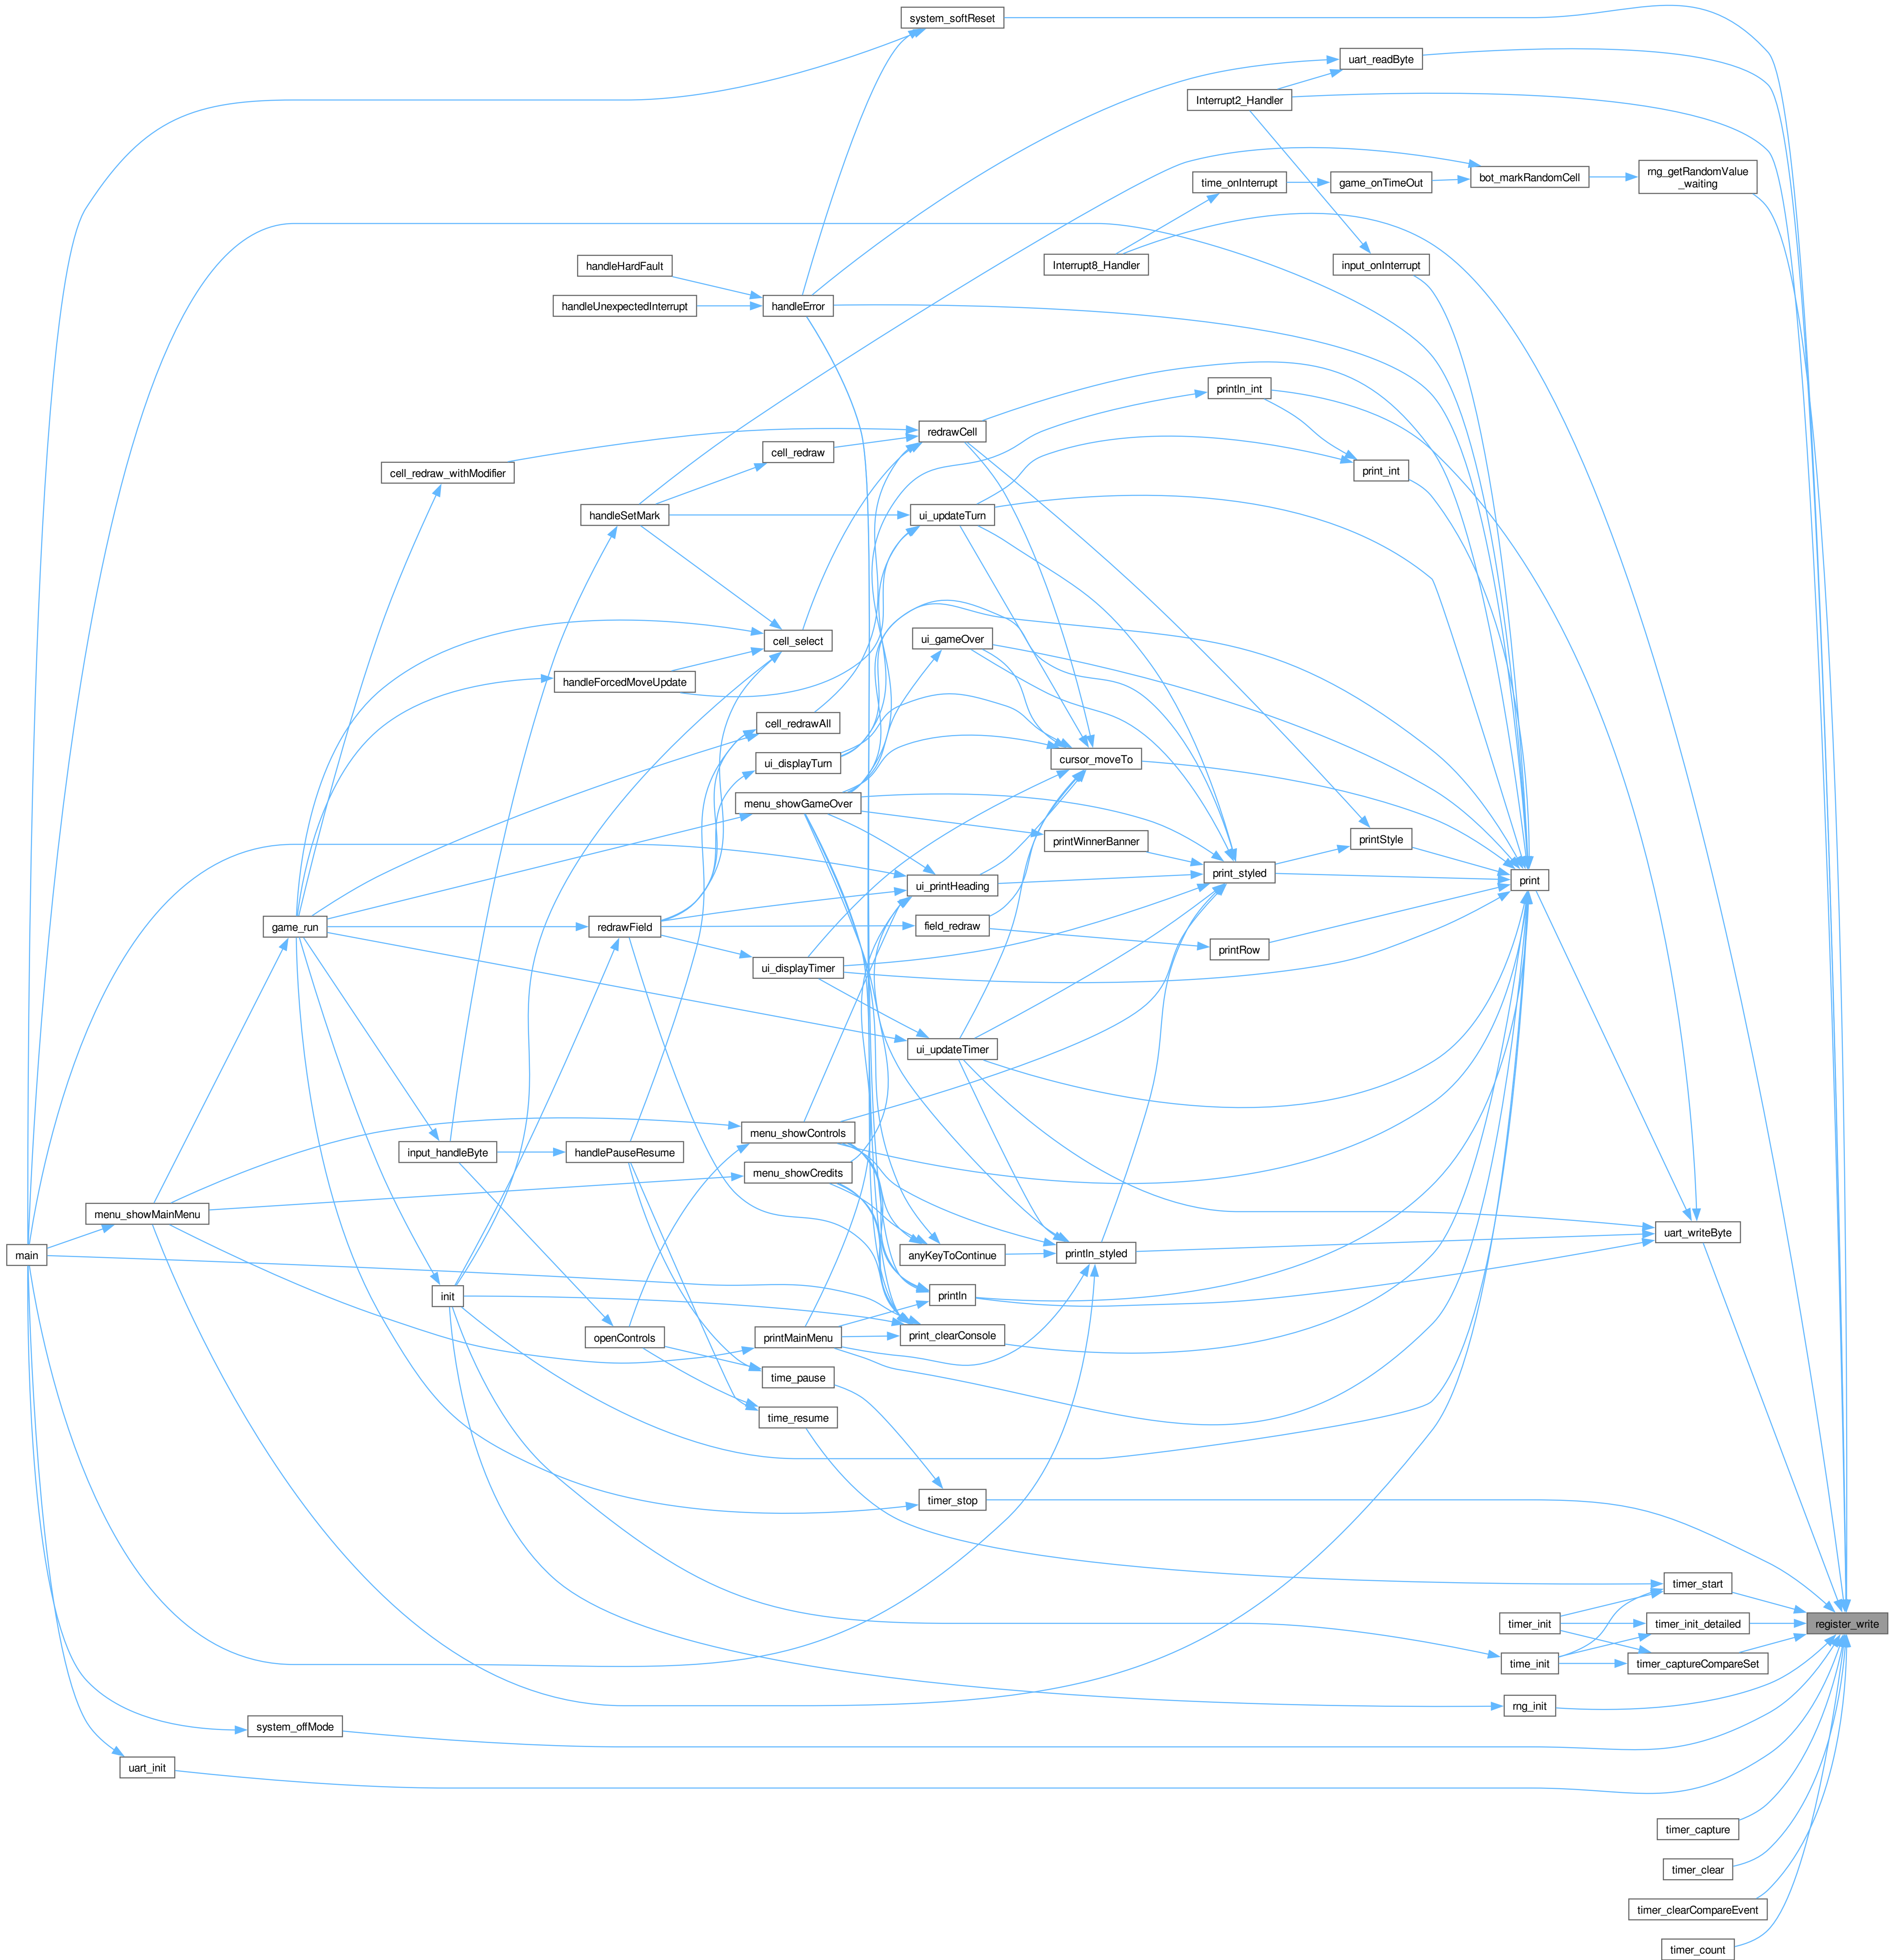 system_softReset
uart_readByte
Interrupt2_Handler
rng_getRandomValue
_waiting
bot_markRandomCell
time_onInterrupt
game_onTimeOut
handleHardFault
Interrupt8_Handler
input_onInterrupt
handleUnexpectedInterrupt
handleError
println_int
redrawCell
cell_redraw
print_int
cell_redraw_withModifier
handleSetMark
ui_updateTurn
ui_gameOver
cell_select
handleForcedMoveUpdate
cell_redrawAll
ui_displayTurn
cursor_moveTo
menu_showGameOver
printWinnerBanner
printStyle
print_styled
print
ui_printHeading
game_run
redrawField
field_redraw
printRow
ui_displayTimer
ui_updateTimer
menu_showControls
input_handleByte
handlePauseResume
menu_showCredits
menu_showMainMenu
uart_writeByte
main
anyKeyToContinue
println_styled
init
println
openControls
printMainMenu
print_clearConsole
time_pause
time_resume
timer_stop
timer_start
timer_init
timer_init_detailed
register_write
time_init
timer_captureCompareSet
rng_init
system_offMode
uart_init
timer_capture
timer_clear
timer_clearCompareEvent
timer_count